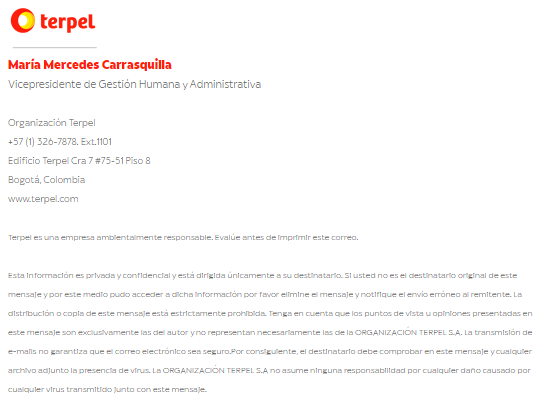 terpel
María Mercedes Carrasquilla
Vicepresidente de Gestión Humana y Administrativa
Organización Terpel
+57 (1) 326-7878. Ext.1101
Edificio Terpel Cra 7 #75-51 Piso 8
Bogotá, Colombia
www.terpel.com
Terpel es una empresa ambientalmente responsable. Evalúe antes de imprimir este correo.
Esta información es privada y confidencial y está dirigida únicamente a su destinatario. Si usted no es el destinatario original de este
mensaje y por este medio pudo acceder a dicha información por favor elimine el mensaje y notifique el envío erróneo al remitente. La
distribución o copia de este mensaje está estrictamente prohibida. Tenga en cuenta que los puntos de vista u opiniones presentadas en
este mensaje son exclusivamente las del autor y no representan necesariamente las de la ORGANIZACIÓN TERPEL S.A. La transmisión de
e-mails no garantiza que el correo electrónico sea seguro.Por consiguiente, el destinatario debe comprobar en este mensaje y cualquier
archivo adjunto la presencia de virus. La ORGANIZACIÓN TERPEL S.A no asume ninguna responsabilidad por cualquier daño causado por
cualquier virus transmitido junto con este mensaje.